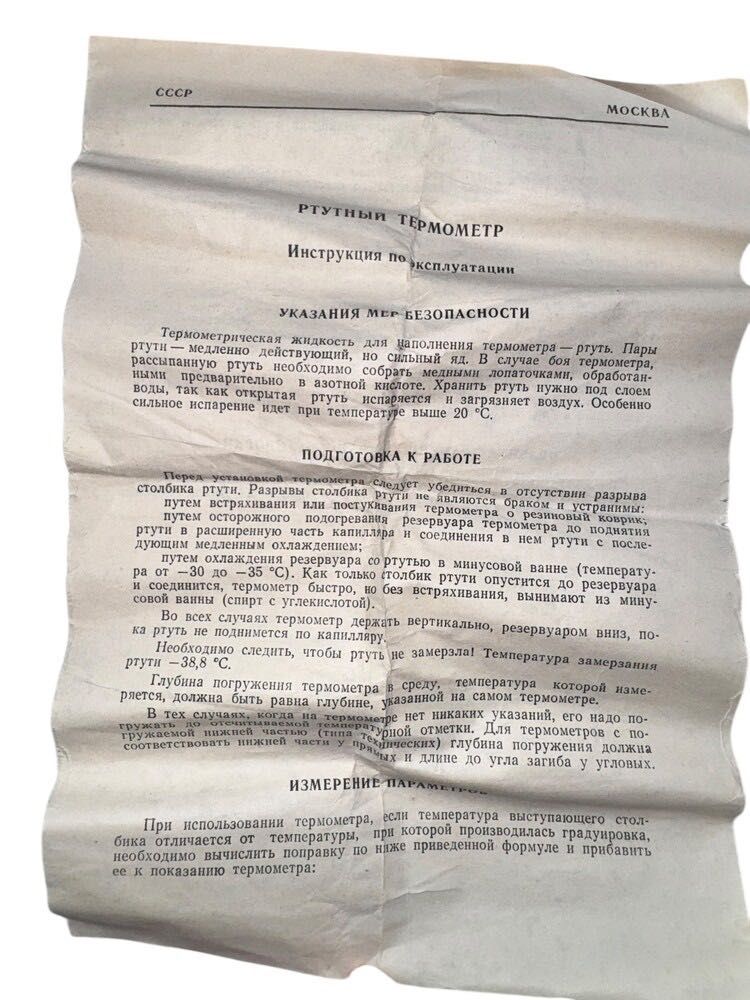 СССР
МОСКВА
РТУТНЫЙ ТЕРМОМЕТР
Инструкция по эксплуатации
УКАЗАНИЯ МЕР БЕЗОПАСНОСТИ
Термометрическая жидкость для наполнения термометра — ртуть. Пары
ртути — медленно действующий, но сильный яд. В случае боя термометра,
рассыпанную ртуть необходимо собрать медными лопаточками, обработан-
ными предварительно в азотной кислоте. Хранить ртуть нужно под слоем
воды, так как открытая ртуть испаряется и загрязняет воздух. Особенно
сильное испарение идет при температуре выше 20 °С.
ПОДГОТОВКА К РАБОТЕ
Перед установкой термометра следует убедиться в отсутствии разрыва
столбика ртути. Разрывы столбика ртути не являются браком и устранимы:
путем встряхивания или постукивания термометра о резиновый коврик;
путем осторожного подогревания резервуара термометра до поднятия
ртути в расширенную часть капилляра и соединения в нем ртути с после-
дующим медленным охлаждением;
путем охлаждения резервуара со ртутью в минусовой ванне (температу-
ра от —30 до —35 °С). Как только столбик ртути опустится до резервуара
и соединится, термометр быстро, но без встряхивания, вынимают из мину-
совой ванны (спирт с углекислотой).
Во всех случаях термометр держать вертикально, резервуаром вниз, по-
ка ртуть не поднимется по капилляру.
Необходимо следить, чтобы ртуть не замерзла! Температура замерзания
ртути —38,8 °С.
Глубина погружения термометра в среду, температура которой изме-
ряется, должна быть равна глубине, указанной на самом термометре.
В тех случаях, когда на термометре нет никаких указаний, его надо по-
гружать до отсчитываемой температурной отметки. Для термометров с по-
гружаемой нижней частью (типа технических) глубина погружения должна
соответствовать нижней части у прямых и длине до угла загиба у угловых.
ИЗМЕРЕНИЕ ПАРАМЕТРОВ
При использовании термометра, если температура выступающего стол-
бика отличается от температуры, при которой производилась градуировка,
необходимо вычислить поправку по ниже приведенной формуле и прибавить
ее к показанию термометра: